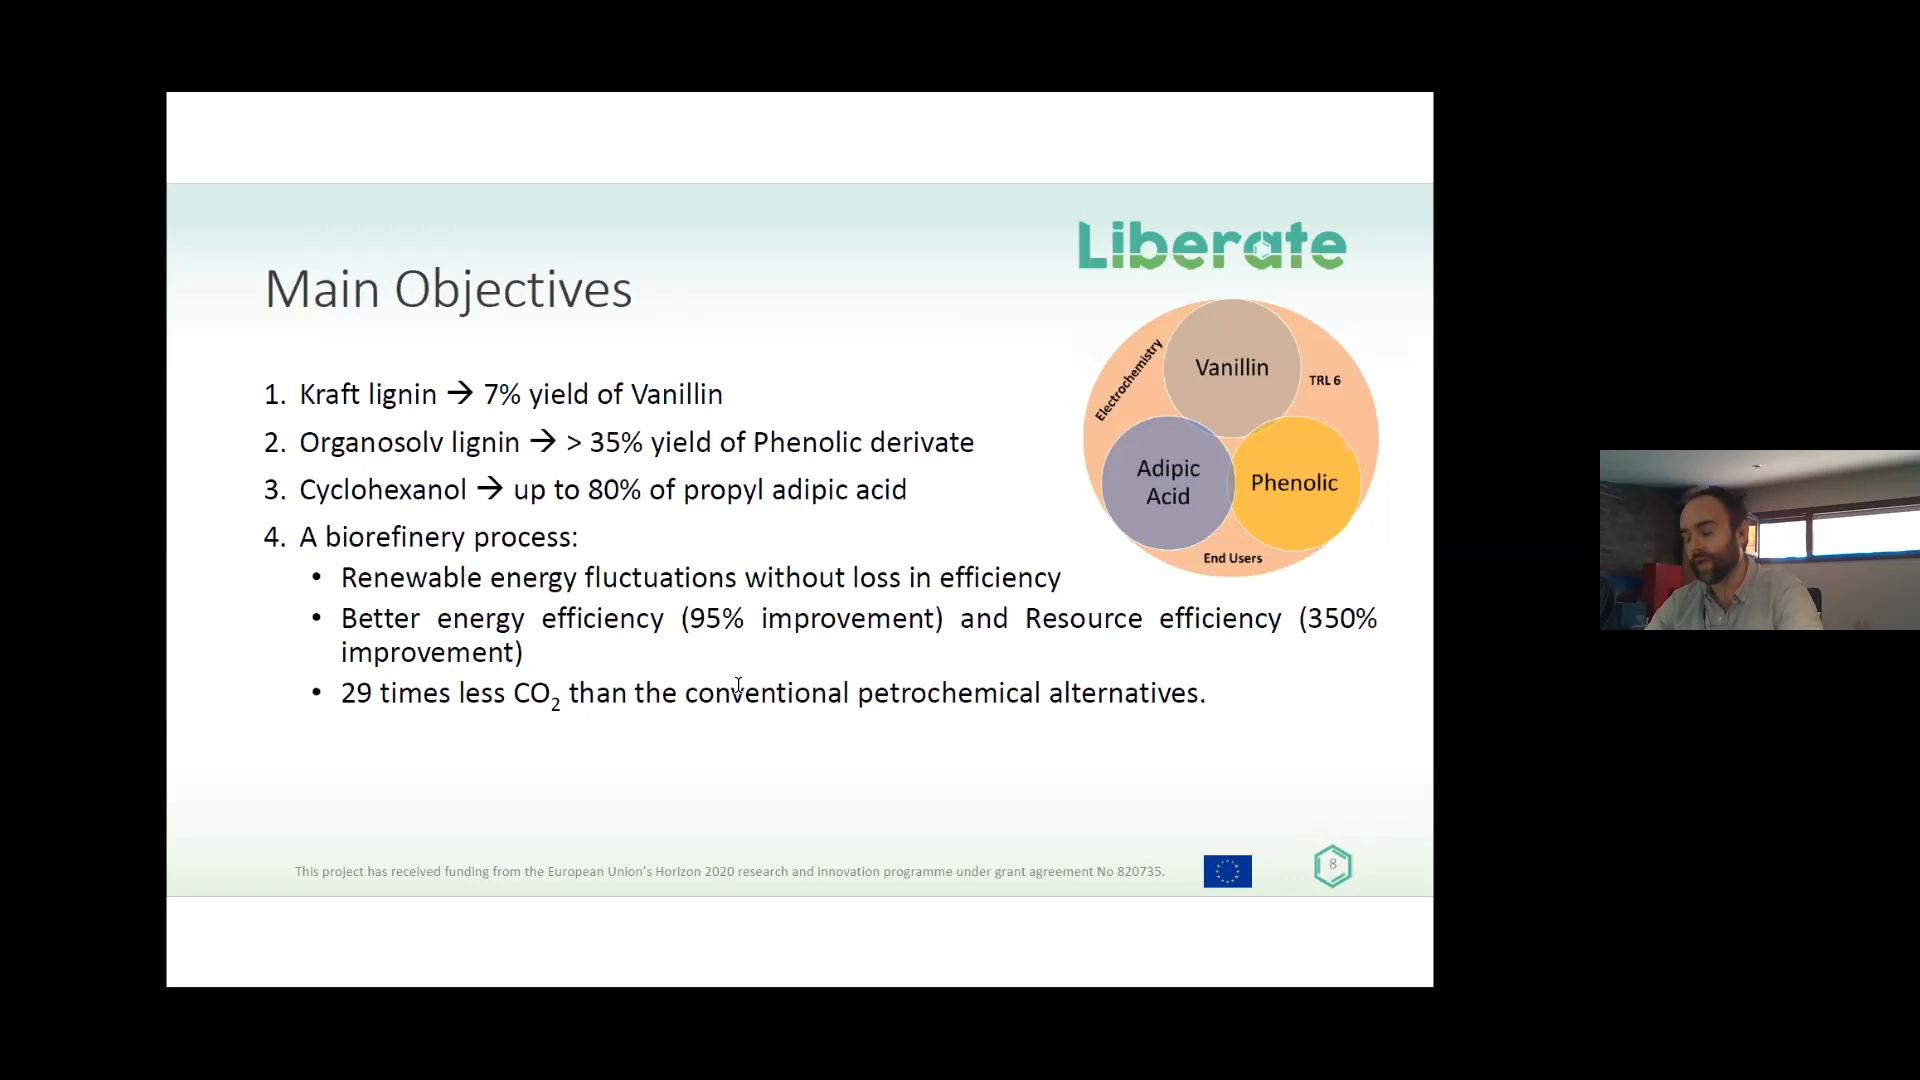 Liberate
Main Objectives
1. Kraft lignin → 7% yield of Vanillin
2. Organosolv lignin → > 35% yield of Phenolic derivate
3. Cyclohexanol → up to 80% of propyl adipic acid
4. A biorefinery process:
• Renewable energy fluctuations without loss in efficiency
• Better energy efficiency (95% improvement) and Resource efficiency (350%
improvement)
• 29 times less CO₂ than the conventional petrochemical alternatives.
Electrochemistry
Vanillin
TRL 6
Adipic
Acid
Phenolic
End Users
This project has received funding from the European Union's Horizon 2020 research and innovation programme under grant agreement No 820735.
8